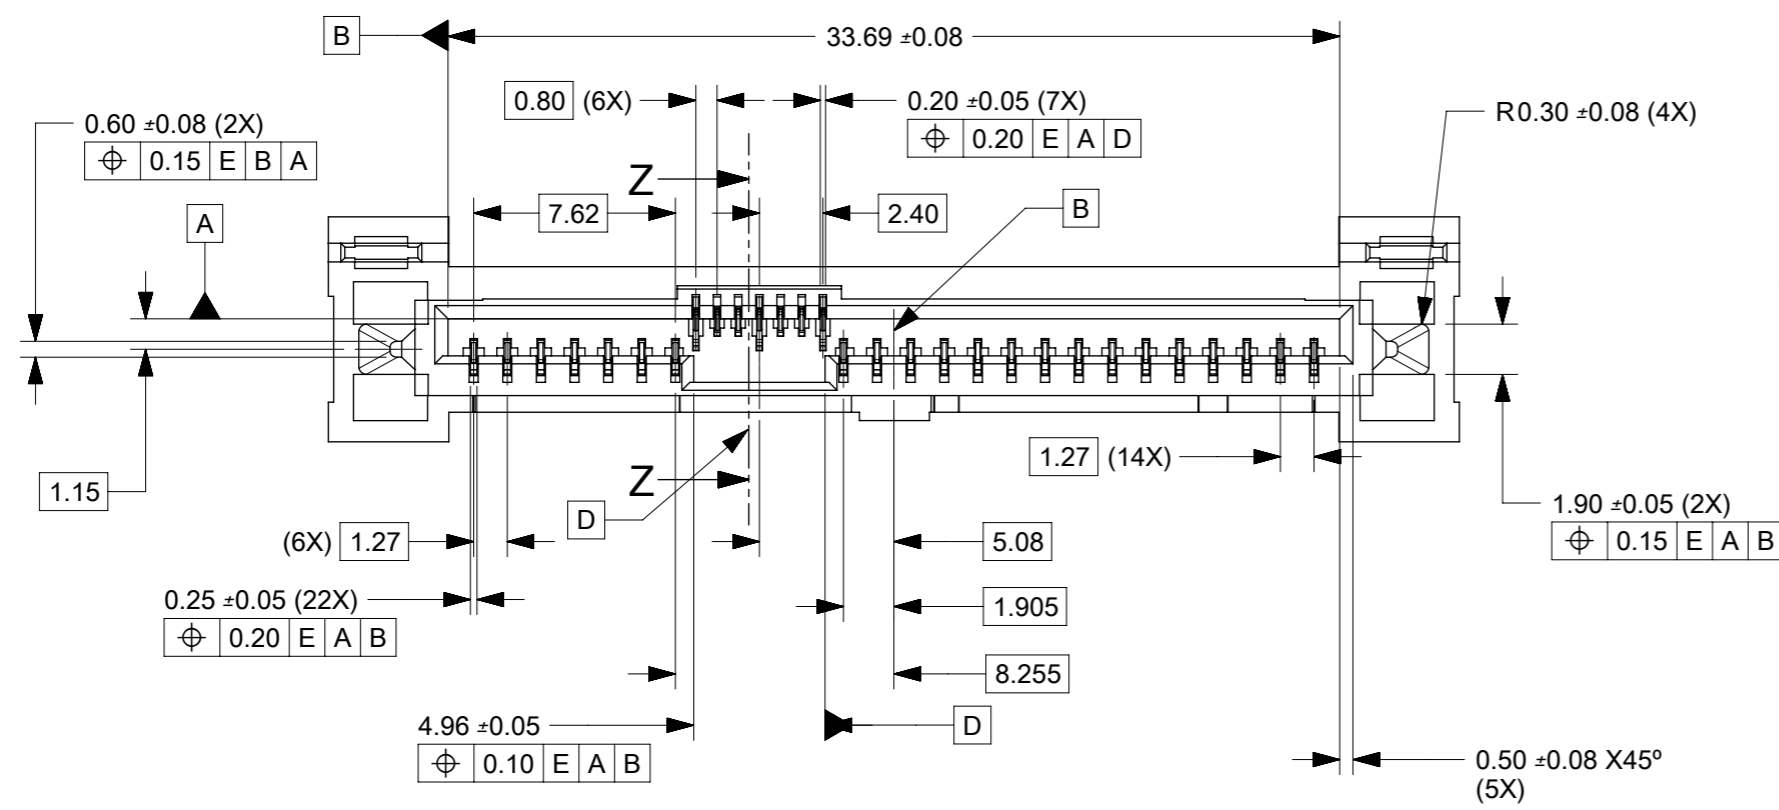 B
33.69 ±0.08
0.80 (6X)
0.20 ±0.05 (7X)
⌖ 0.20 E A D
R0.30 ±0.08 (4X)
0.60 ±0.08 (2X)
⌖ 0.15 E B A
Z
7.62
2.40
B
A
1.15
1.27 (14X)
Z
D
1.90 ±0.05 (2X)
⌖ 0.15 E A B
(6X) 1.27
5.08
0.25 ±0.05 (22X)
⌖ 0.20 E A B
1.905
8.255
4.96 ±0.05
⌖ 0.10 E A B
D
0.50 ±0.08 X45º
(5X)